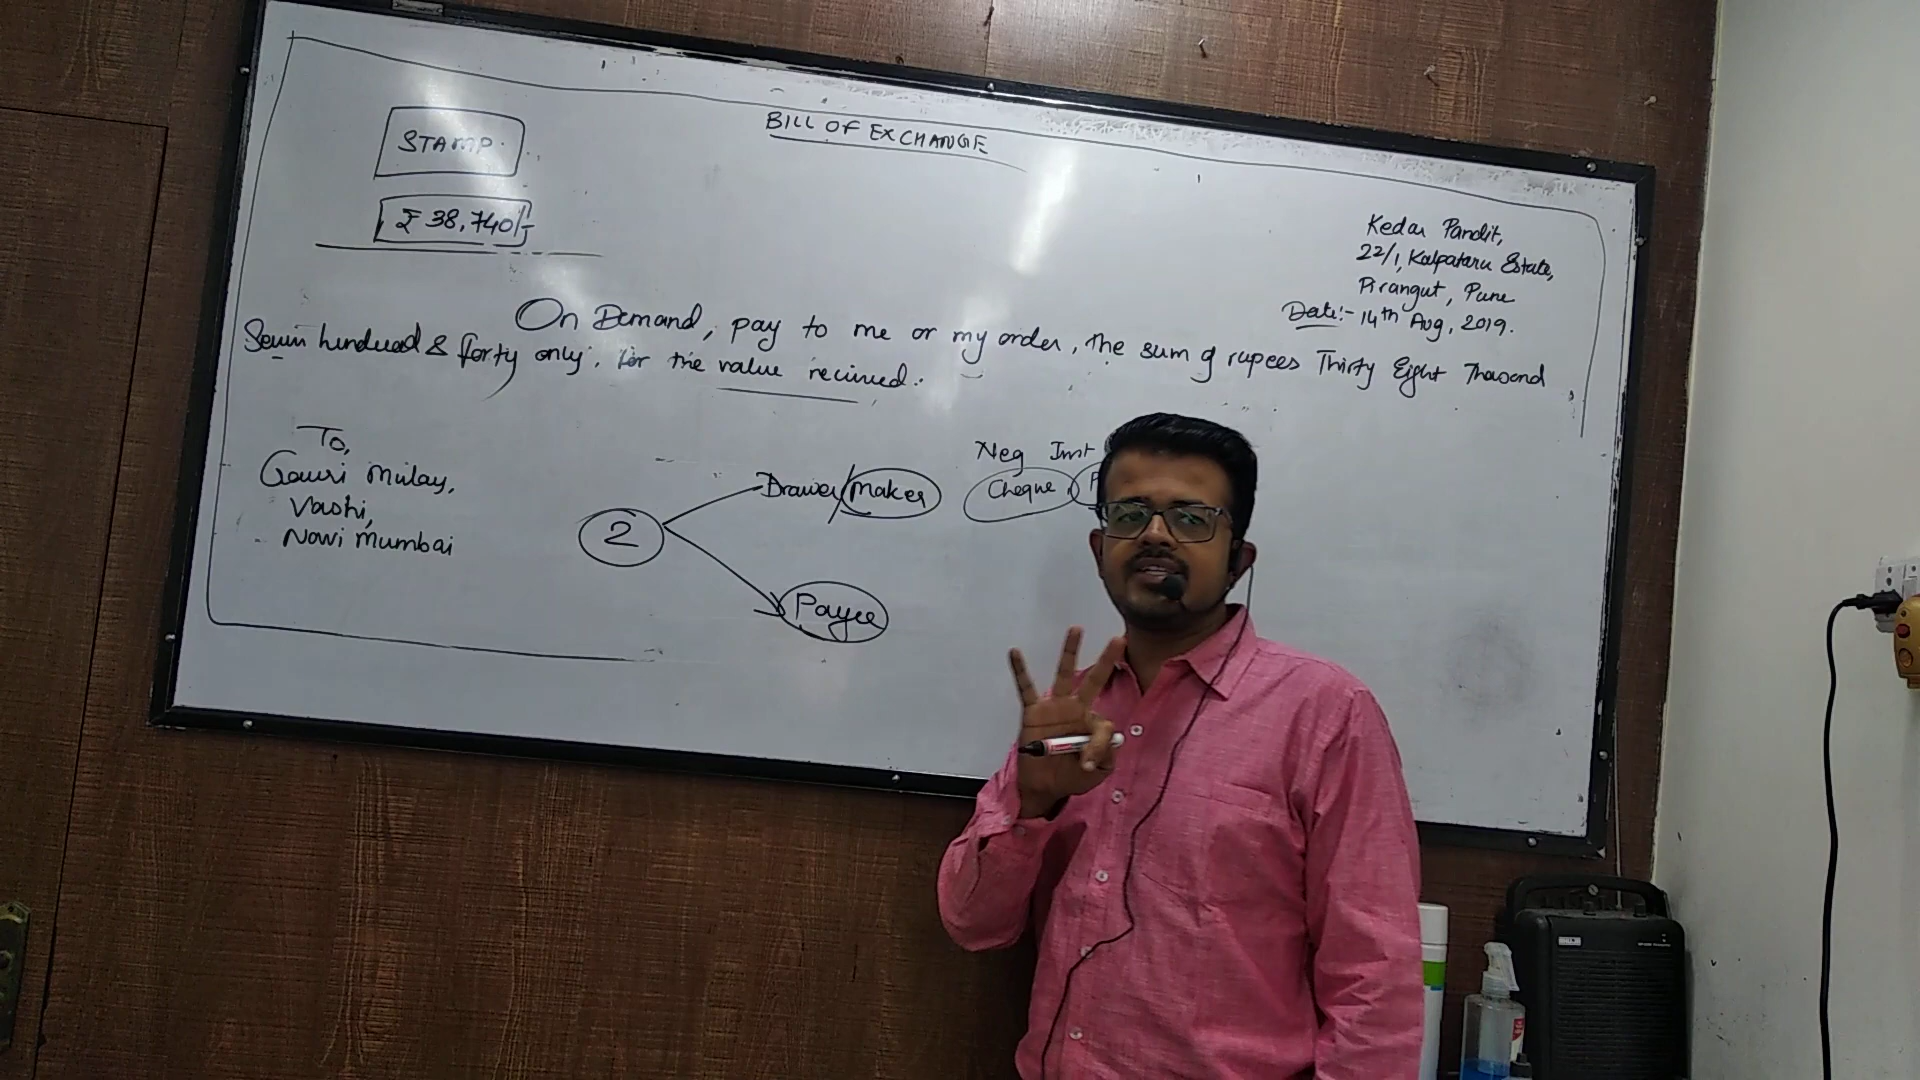 BILL OF EXCHANGE
STAMP
₹ 38,740/-
Kedar Pandit,
22/1, Kalpataru Estate,
Pirangut, Pune
Date:- 14th Aug, 2019.
On Demand, pay to me or my order, the sum of rupees Thirty Eight Thousand
Seven hundred & forty only, for the value recieved.
To,
Gauri Mulay,
Vashi,
Navi Mumbai
2
Drawer/Maker
Payee
Neg Inst
Cheque